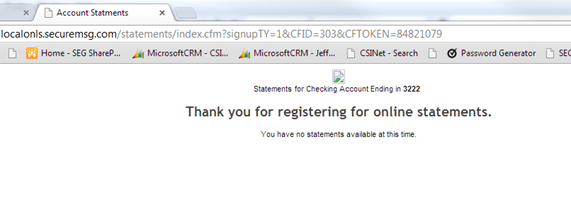 Account Statments
localonls.securemsg.com/statements/index.cfm?signupTY=1&CFID=303&CFTOKEN=84821079
Home - SEG ShareP... MicrosoftCRM - CSI... MicrosoftCRM - Jeff... CSINet - Search Password Generator SEG
Statements for Checking Account Ending in 3222
Thank you for registering for online statements.
You have no statements available at this time.